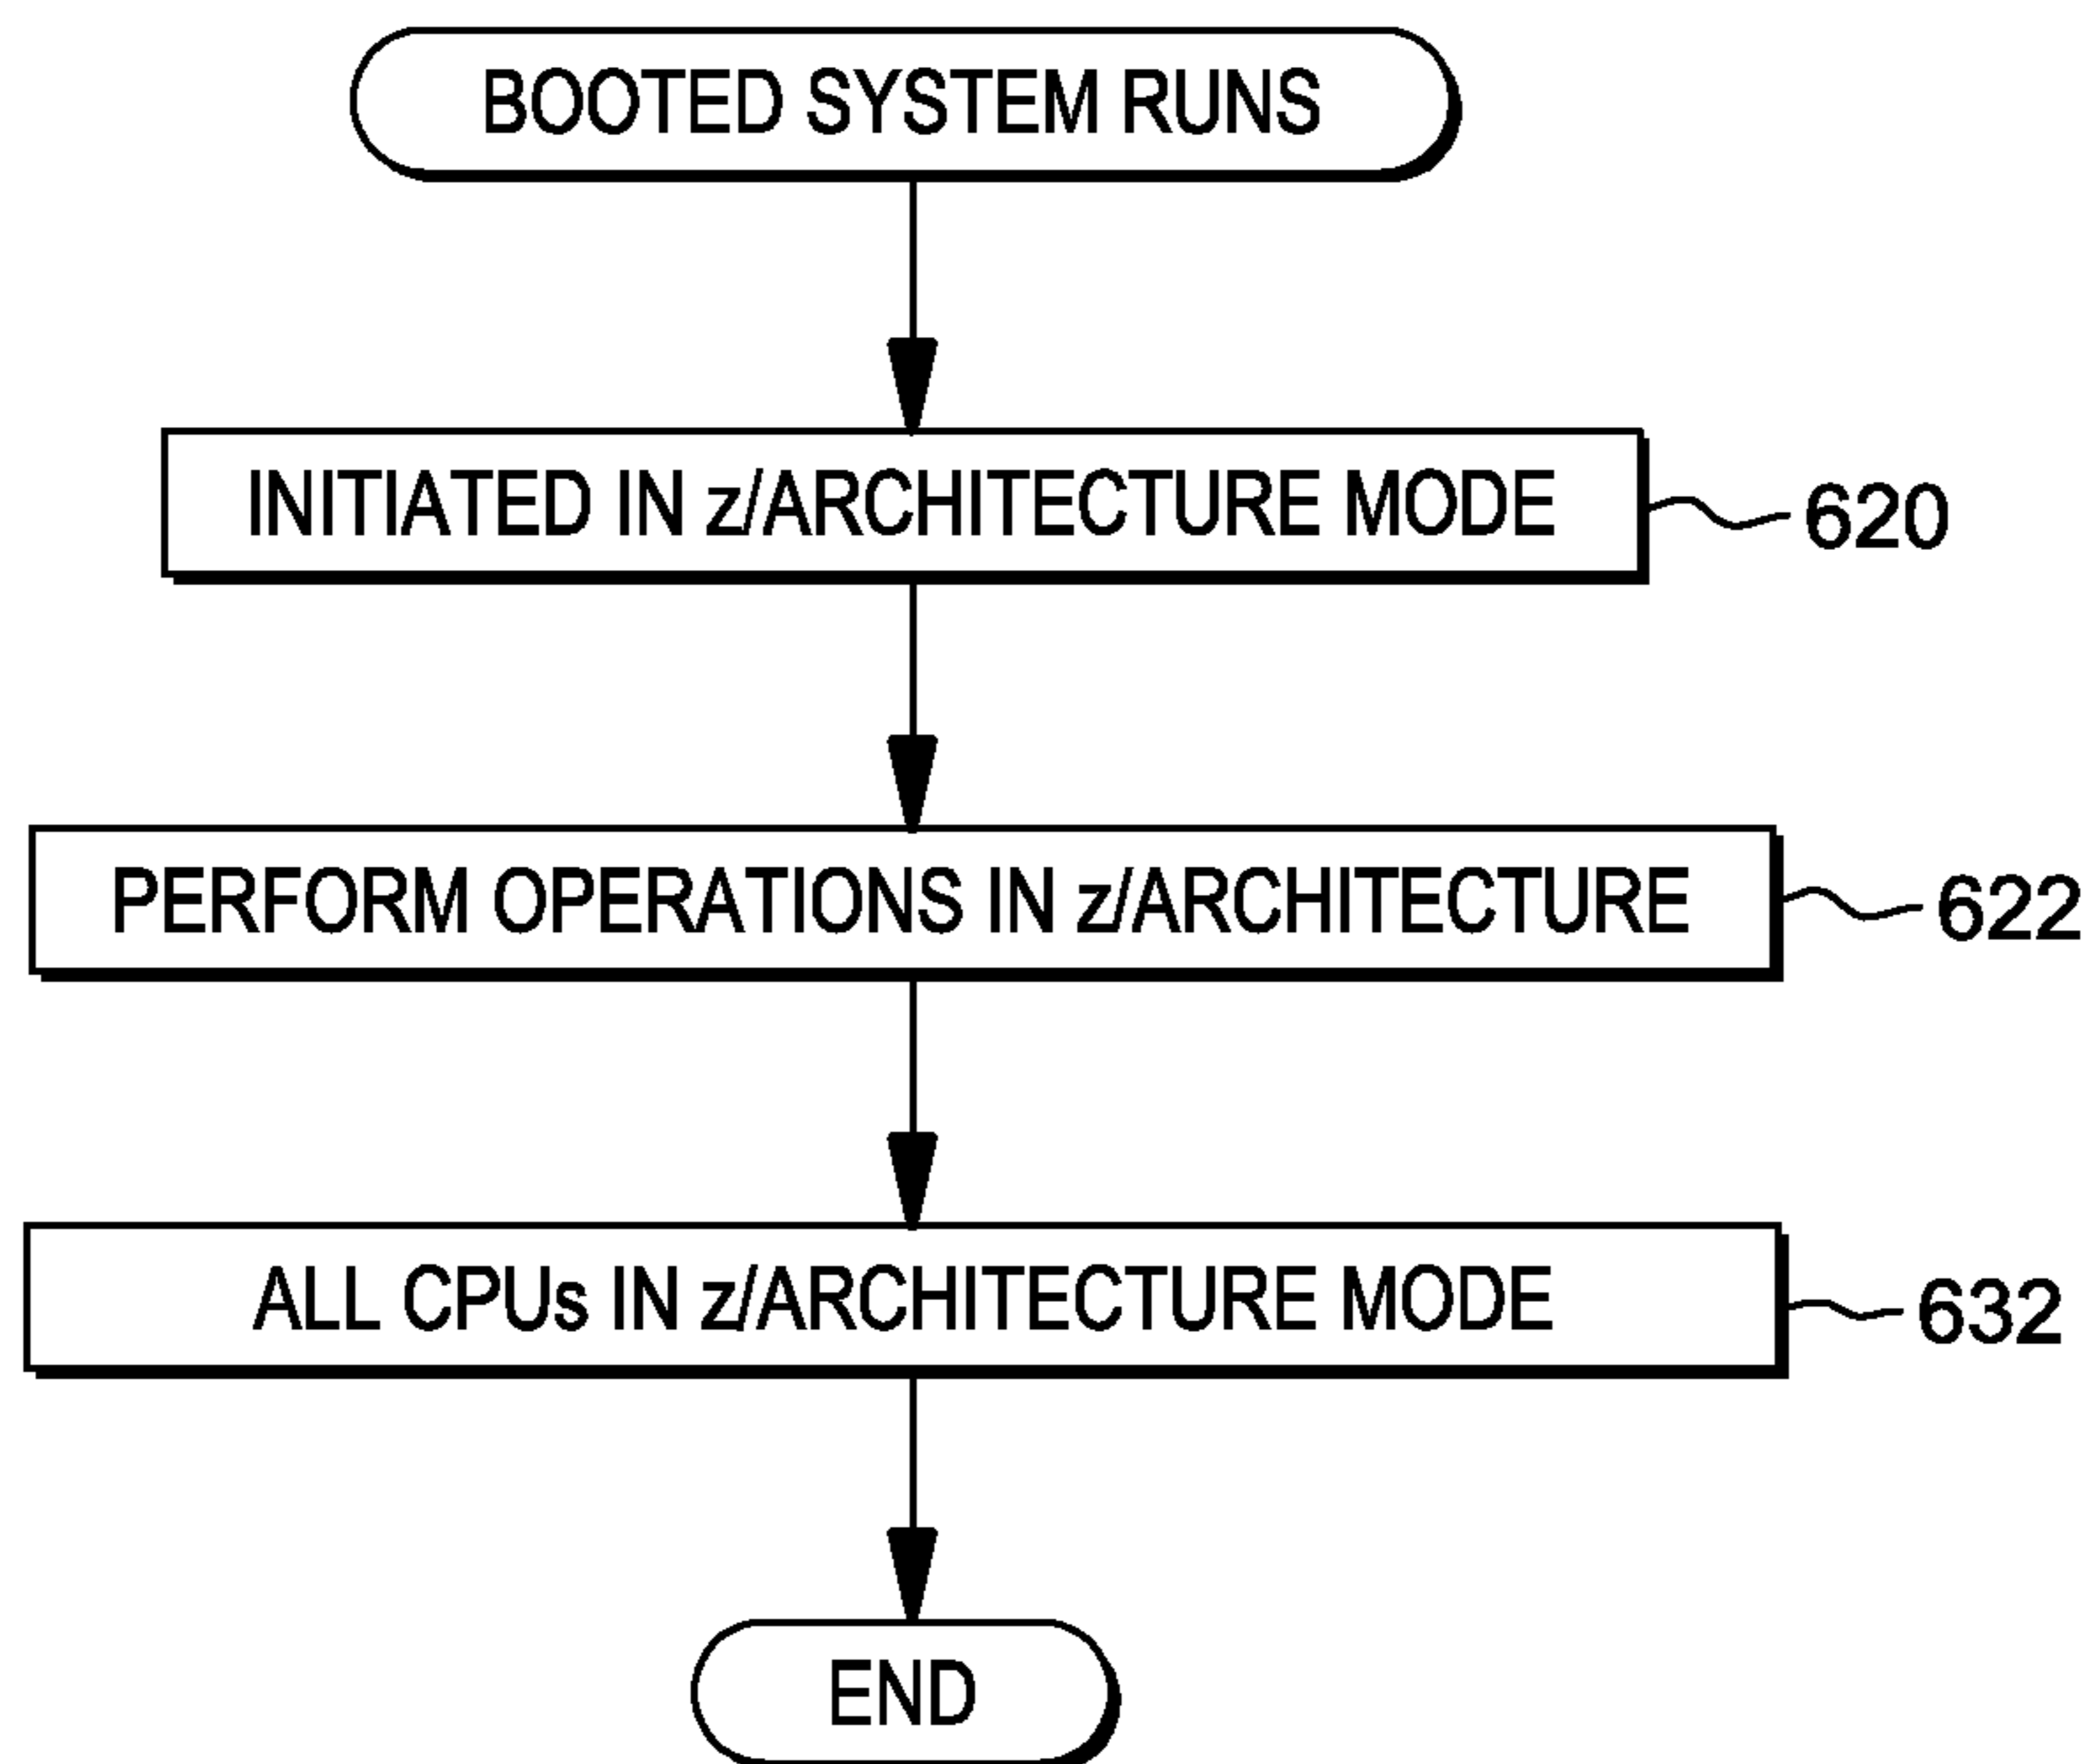 BOOTED SYSTEM RUNS
INITIATED IN z/ARCHITECTURE MODE
620
PERFORM OPERATIONS IN z/ARCHITECTURE
622
ALL CPUs IN z/ARCHITECTURE MODE
632
END